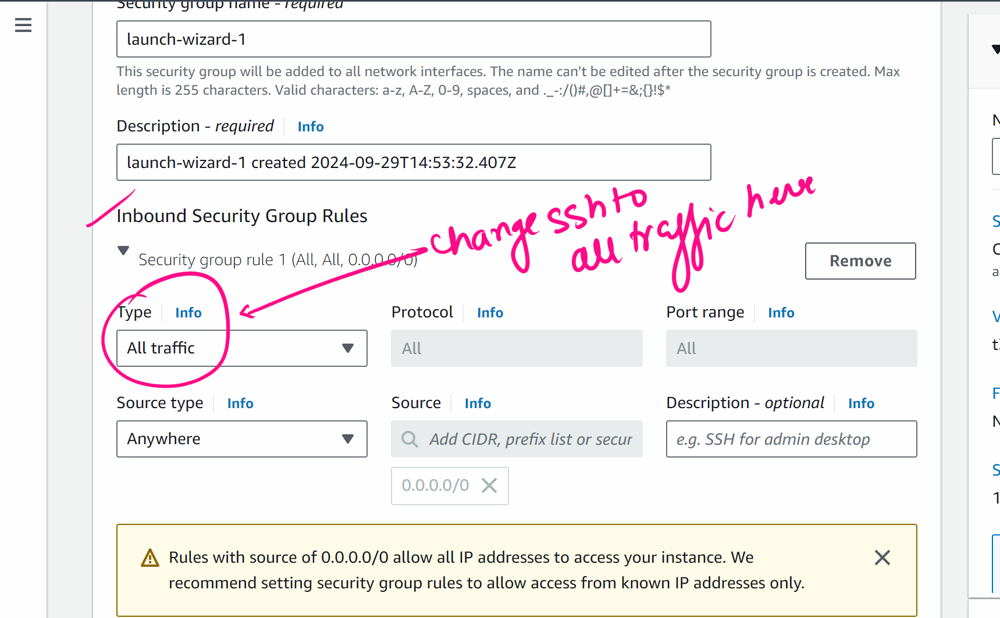 Security group name - required
launch-wizard-1
This security group will be added to all network interfaces. The name can't be edited after the security group is created. Max
length is 255 characters. Valid characters: a-z, A-Z, 0-9, spaces, and ._-:/()#,@[]+=&;{}!$*
Description - required Info
launch-wizard-1 created 2024-09-29T14:53:32.407Z
change ssh to
all traffic here
Inbound Security Group Rules
Security group rule 1 (All, All, 0.0.0.0/0)
Remove
Type Info
All traffic
Protocol Info
All
Port range Info
All
Source type Info
Anywhere
Source Info
Add CIDR, prefix list or secur
0.0.0.0/0
Description - optional Info
e.g. SSH for admin desktop
Rules with source of 0.0.0.0/0 allow all IP addresses to access your instance. We
recommend setting security group rules to allow access from known IP addresses only.